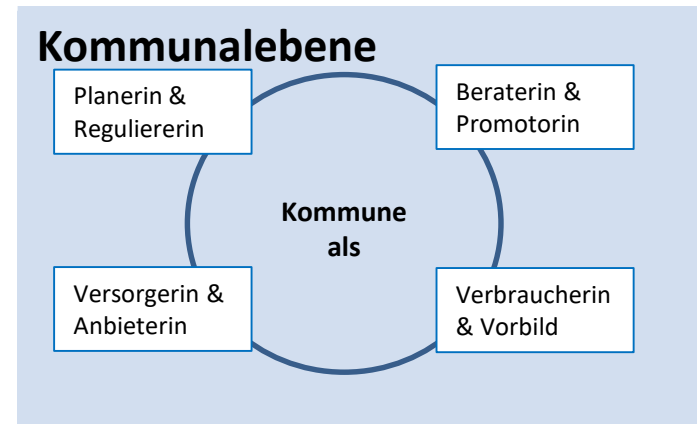 Kommunalebene
Planerin &
Reguliererin
Beraterin &
Promotorin
Kommune
als
Versorgerin &
Anbieterin
Verbraucherin
& Vorbild